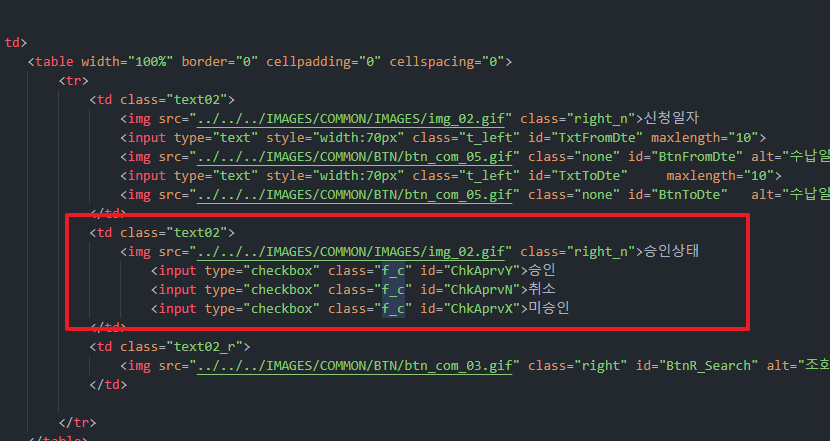 td>
<table width="100%" border="0" cellpadding="0" cellspacing="0">
<tr>
<td class="text02">
<img src="../../../IMAGES/COMMON/IMAGES/img_02.gif" class="right_n">신청일자
<input type="text" style="width:70px" class="t_left" id="TxtFromDte" maxlength="10">
<img src="../../../IMAGES/COMMON/BTN/btn_com_05.gif" class="none" id="BtnFromDte" alt="수납일
<input type="text" style="width:70px" class="t_left" id="TxtToDte" maxlength="10">
<img src="../../../IMAGES/COMMON/BTN/btn_com_05.gif" class="none" id="BtnToDte" alt="수납일
</td>
<td class="text02">
<img src="../../../IMAGES/COMMON/IMAGES/img_02.gif" class="right_n">승인상태
<input type="checkbox" class="f_c" id="ChkAprvY">승인
<input type="checkbox" class="f_c" id="ChkAprvN">취소
<input type="checkbox" class="f_c" id="ChkAprvX">미승인
</td>
<td class="text02_r">
<img src="../../../IMAGES/COMMON/BTN/btn_com_03.gif" class="right" id="BtnR_Search" alt="조회
</td>
</tr>
</table>